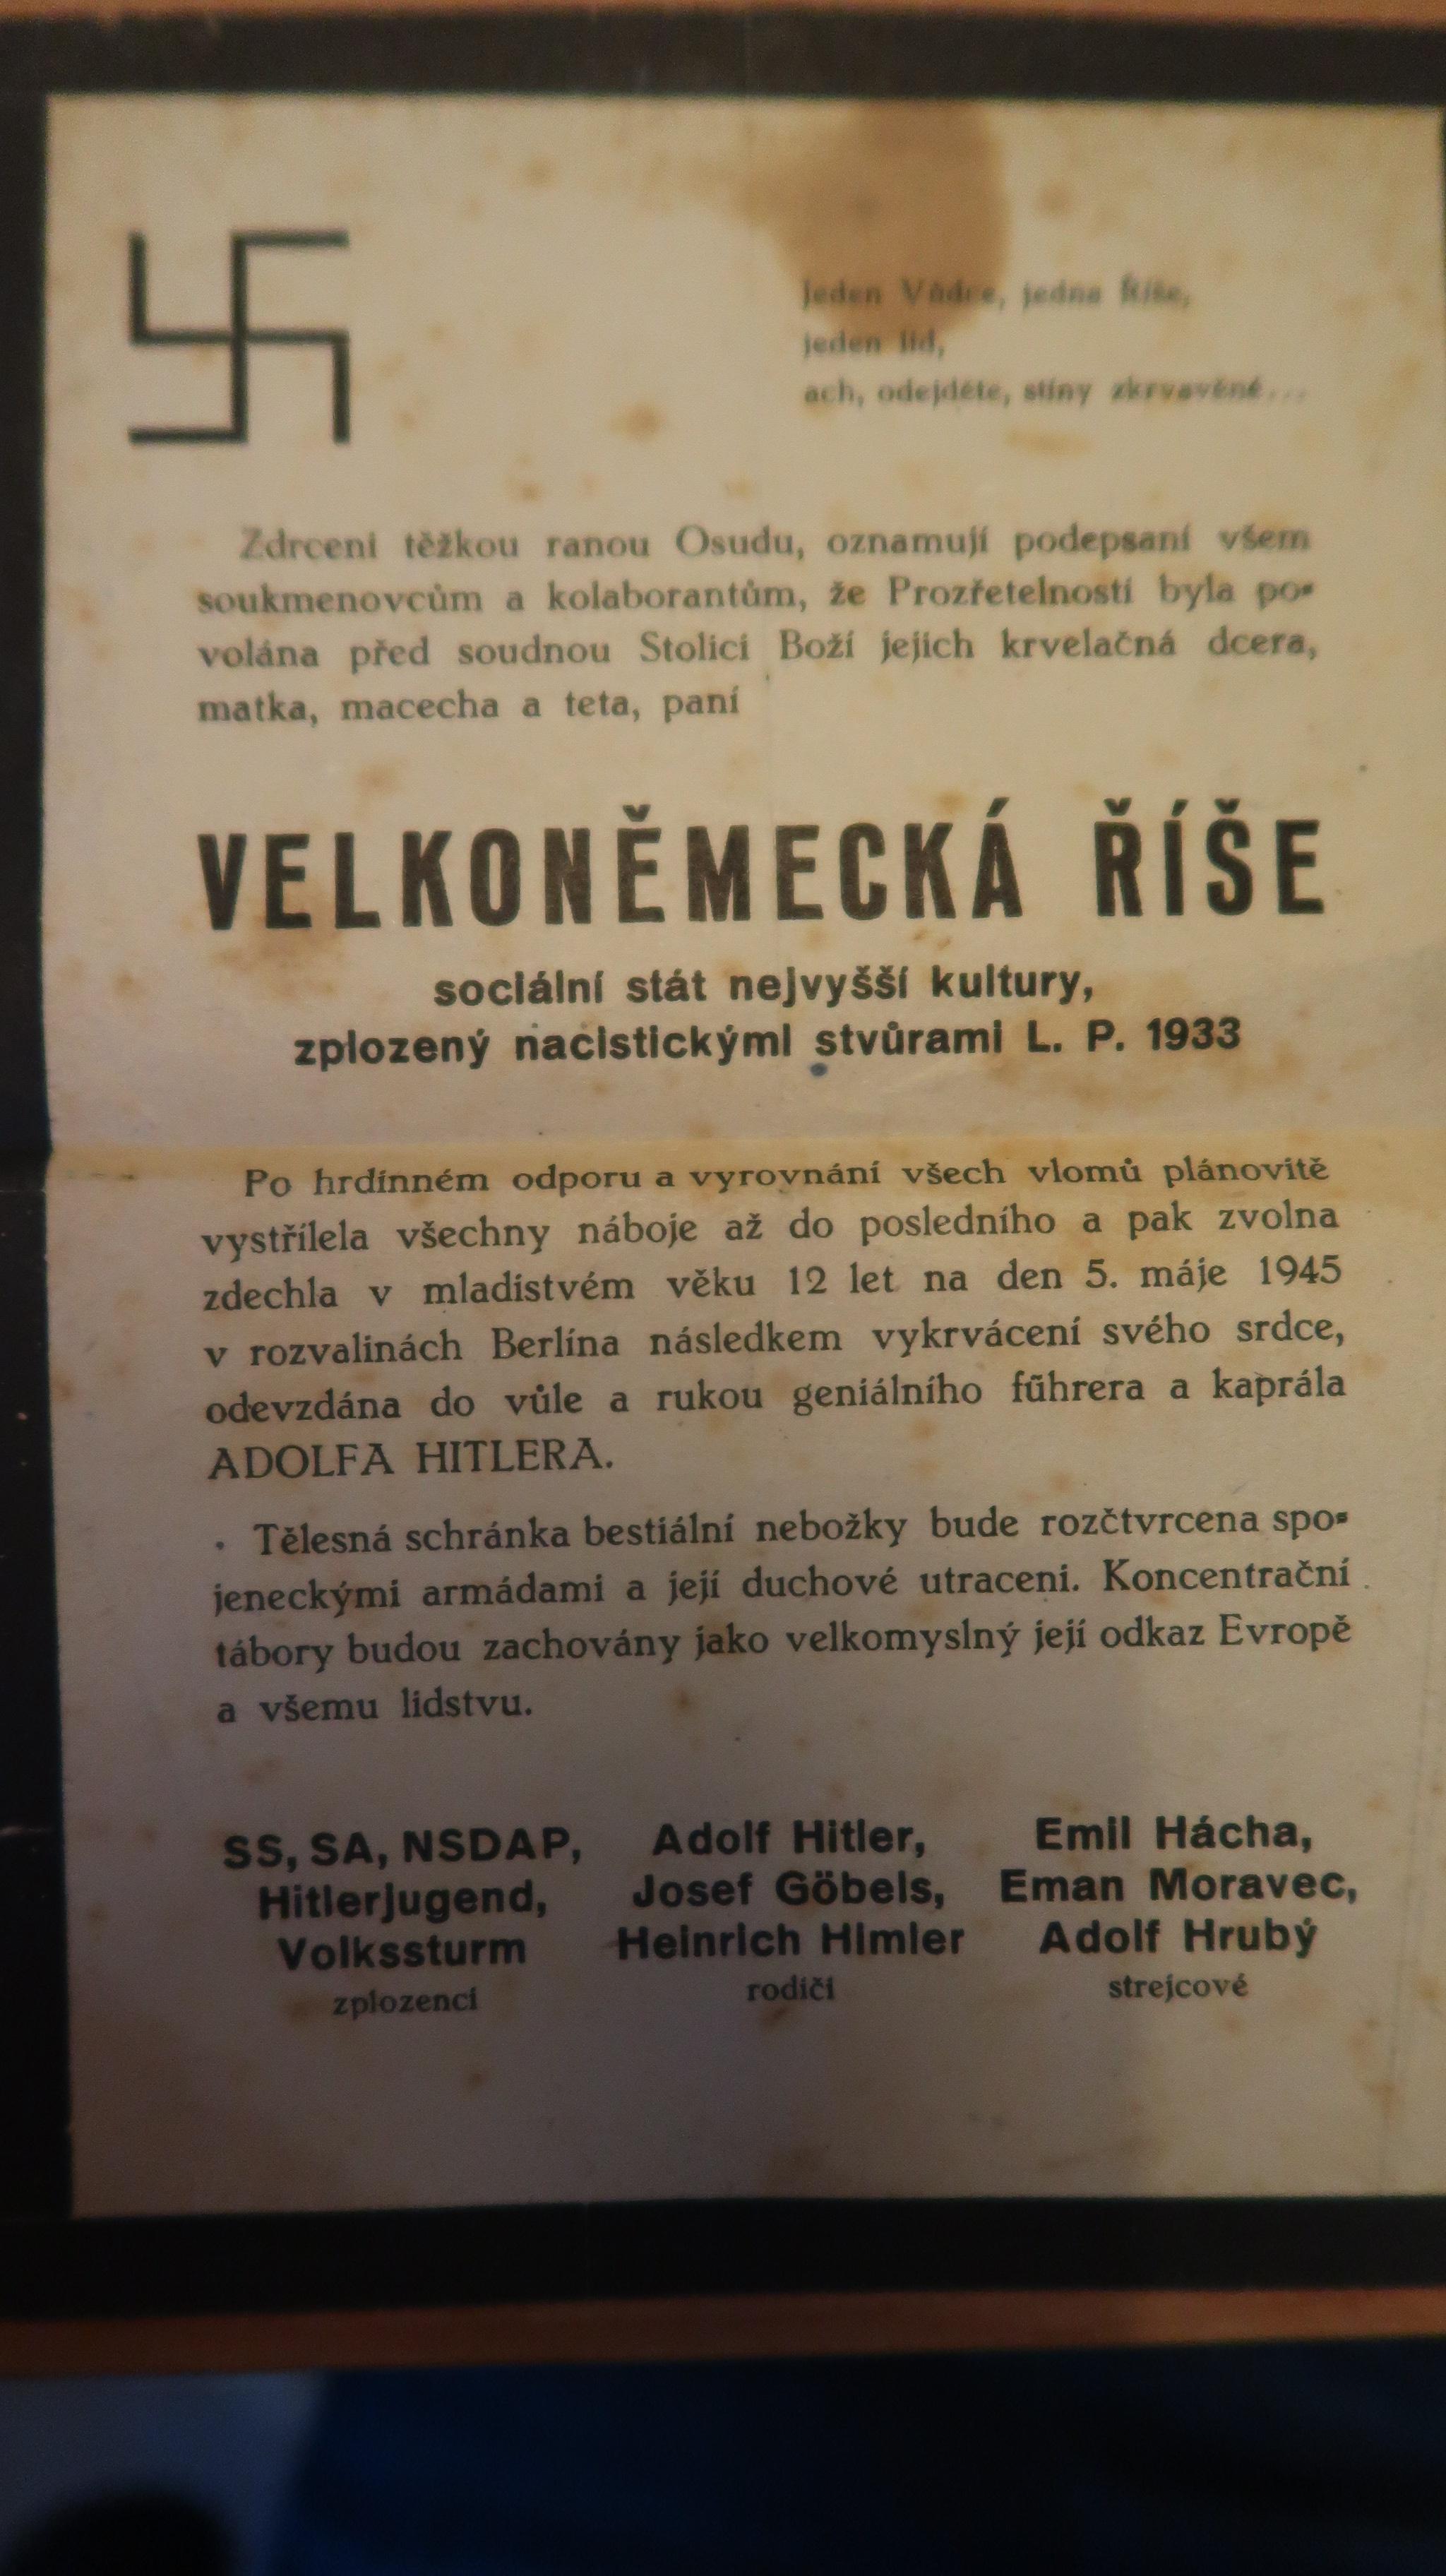 Jeden Vůdce, jedna Říše,
jeden lid,
ach, odejděte, stíny zkrvavěné...
Zdrceni těžkou ranou Osudu, oznamují podepsaní všem
soukmenovcům a kolaborantům, že Prozřetelností byla po-
volána před soudnou Stolici Boží jejich krvelačná dcera,
matka, macecha a teta, paní
VELKONĚMECKÁ ŘÍŠE
sociální stát nejvyšší kultury,
zplozený nacistickými stvůrami L. P. 1933
Po hrdinném odporu a vyrovnání všech vlomů plánovitě
vystřílela všechny náboje až do posledního a pak zvolna
zdechla v mladistvém věku 12 let na den 5. máje 1945
v rozvalinách Berlína následkem vykrvácení svého srdce,
odevzdána do vůle a rukou geniálního führera a kaprála
ADOLFA HITLERA.
Tělesná schránka bestiální nebožky bude rozčtvrcena spo-
jeneckými armádami a její duchové utraceni. Koncentrační
tábory budou zachovány jako velkomyslný její odkaz Evropě
a všemu lidstvu.
SS, SA, NSDAP,
Hitlerjugend,
Volkssturm
zplozenci
Adolf Hitler,
Josef Göbels,
Heinrich Himler
rodiči
Emil Hácha,
Eman Moravec,
Adolf Hrubý
strejcové